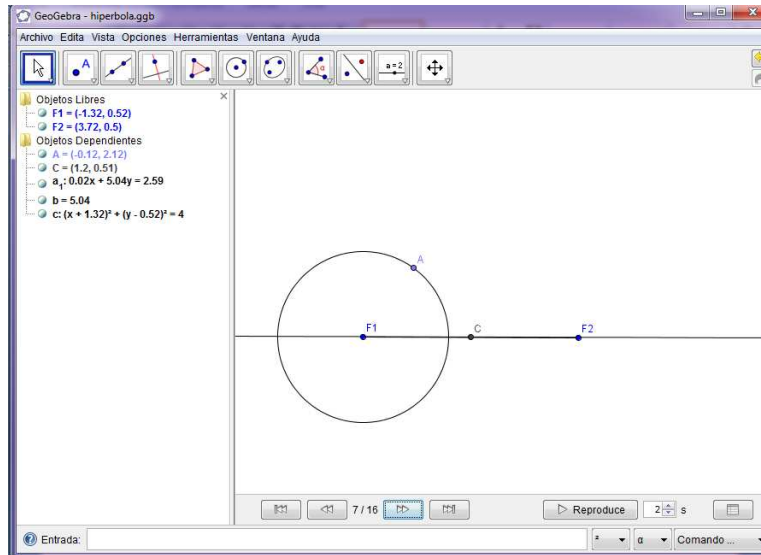 GeoGebra - hiperbola.ggb
Archivo Edita Vista Opciones Herramientas Ventana Ayuda
A
α
a = 2
Objetos Libres
F1 = (-1.32, 0.52)
F2 = (3.72, 0.5)
Objetos Dependientes
A = (-0.12, 2.12)
C = (1.2, 0.51)
a₁: 0.02x + 5.04y = 2.59
b = 5.04
c: (x + 1.32)² + (y - 0.52)² = 4
A
F1
C
F2
7 / 16
Reproduce
2
s
Entrada:
²
α
Comando ...